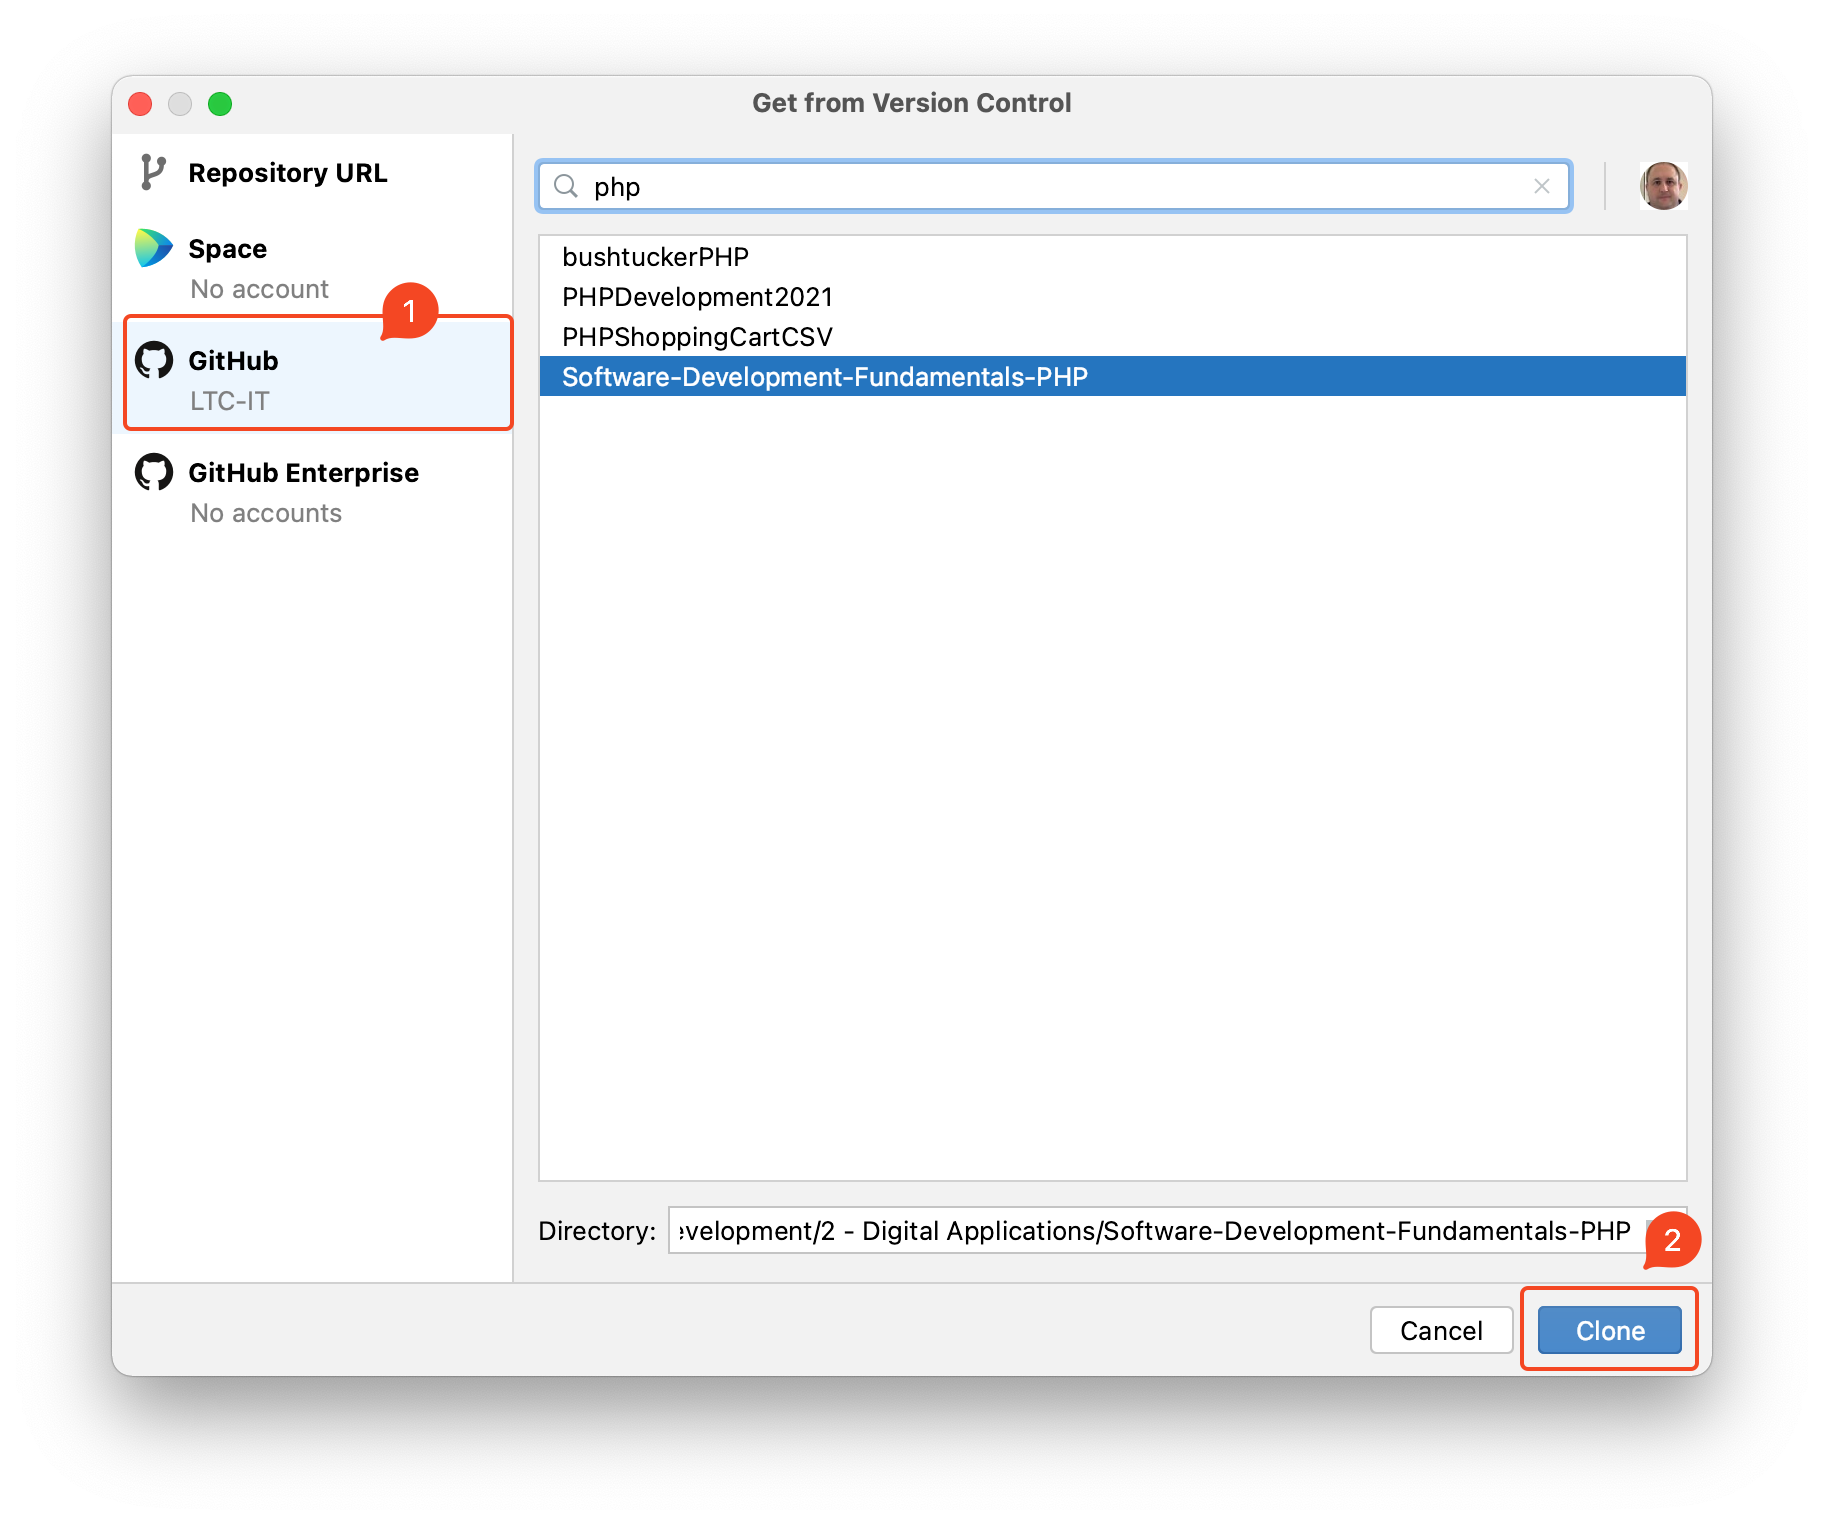 Get from Version Control
Repository URL
Space
No account
1
GitHub
LTC-IT
GitHub Enterprise
No accounts
php
bushtuckerPHP
PHPDevelopment2021
PHPShoppingCartCSV
Software-Development-Fundamentals-PHP
Directory: evelopment/2 - Digital Applications/Software-Development-Fundamentals-PHP
2
Cancel
Clone